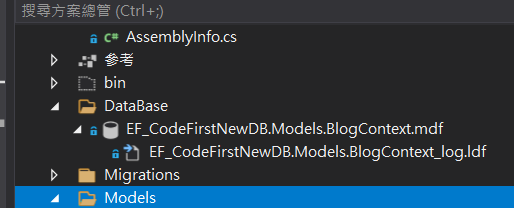 搜尋方案總管 (Ctrl+;)
AssemblyInfo.cs
參考
bin
DataBase
EF_CodeFirstNewDB.Models.BlogContext.mdf
EF_CodeFirstNewDB.Models.BlogContext_log.ldf
Migrations
Models